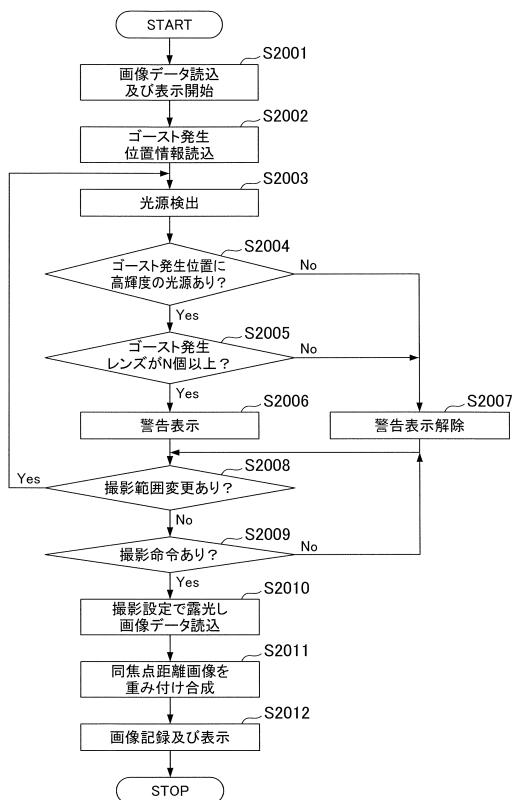 START
S2001
画像データ読込
及び表示開始
S2002
ゴースト発生
位置情報読込
S2003
光源検出
S2004
ゴースト発生位置に
高輝度の光源あり?
No
Yes
S2005
ゴースト発生
レンズがN個以上?
No
Yes
S2006
警告表示
S2007
警告表示解除
S2008
撮影範囲変更あり?
Yes
No
S2009
撮影命令あり?
No
Yes
S2010
撮影設定で露光し
画像データ読込
S2011
同焦点距離画像を
重み付け合成
S2012
画像記録及び表示
STOP